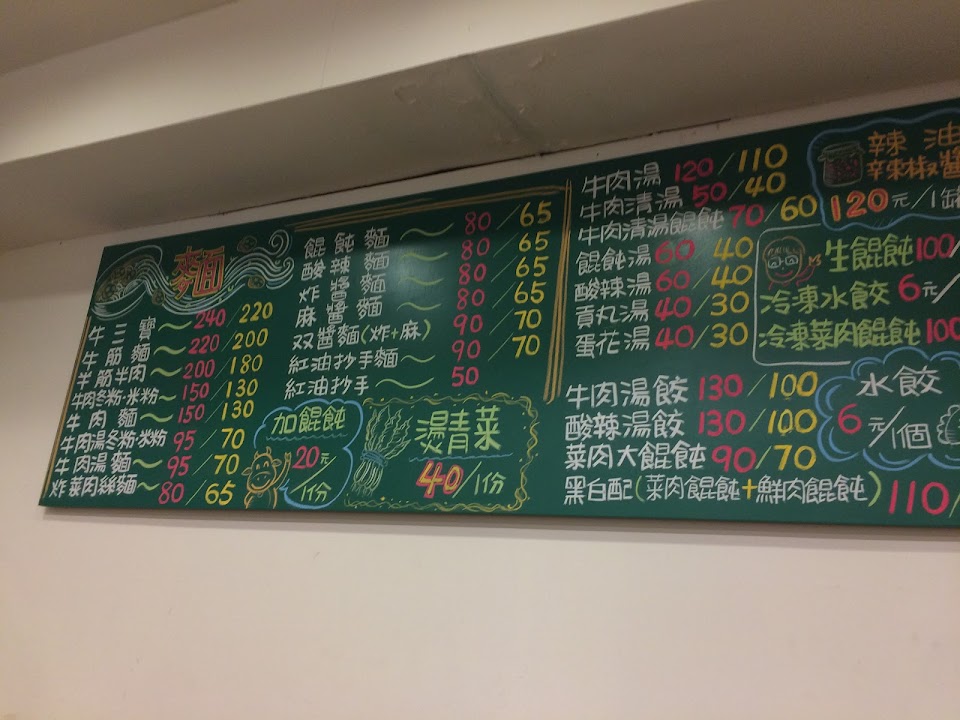 麵
牛三寶～240/220
牛筋麵～220/200
半筋半肉～200/180
牛肉冬粉·米粉～150/130
牛肉麵～150/130
牛肉湯冬粉·米粉 95/70
牛肉湯麵～95/70
炸菜肉絲麵～80/65
餛飩麵～80/65
酸辣麵～80/65
炸醬麵～80/65
麻醬麵～80/65
双醬麵(炸+麻) 90/70
紅油抄手麵～90/70
紅油抄手～50
加餛飩
20元/1份
燙青菜
40/1份
牛肉湯 120/110
牛肉清湯 50/40
牛肉清湯餛飩 70/60
餛飩湯 60/40
酸辣湯 60/40
貢丸湯 40/30
蛋花湯 40/30
牛肉湯餃 130/100
酸辣湯餃 130/100
菜肉大餛飩 90/70
黑白配(菜肉餛飩+鮮肉餛飩) 110/
辣油
辛辣椒醬
120元/1罐
生餛飩 100/
冷凍水餃 6元/
冷凍菜肉餛飩 100
水餃
6元/1個